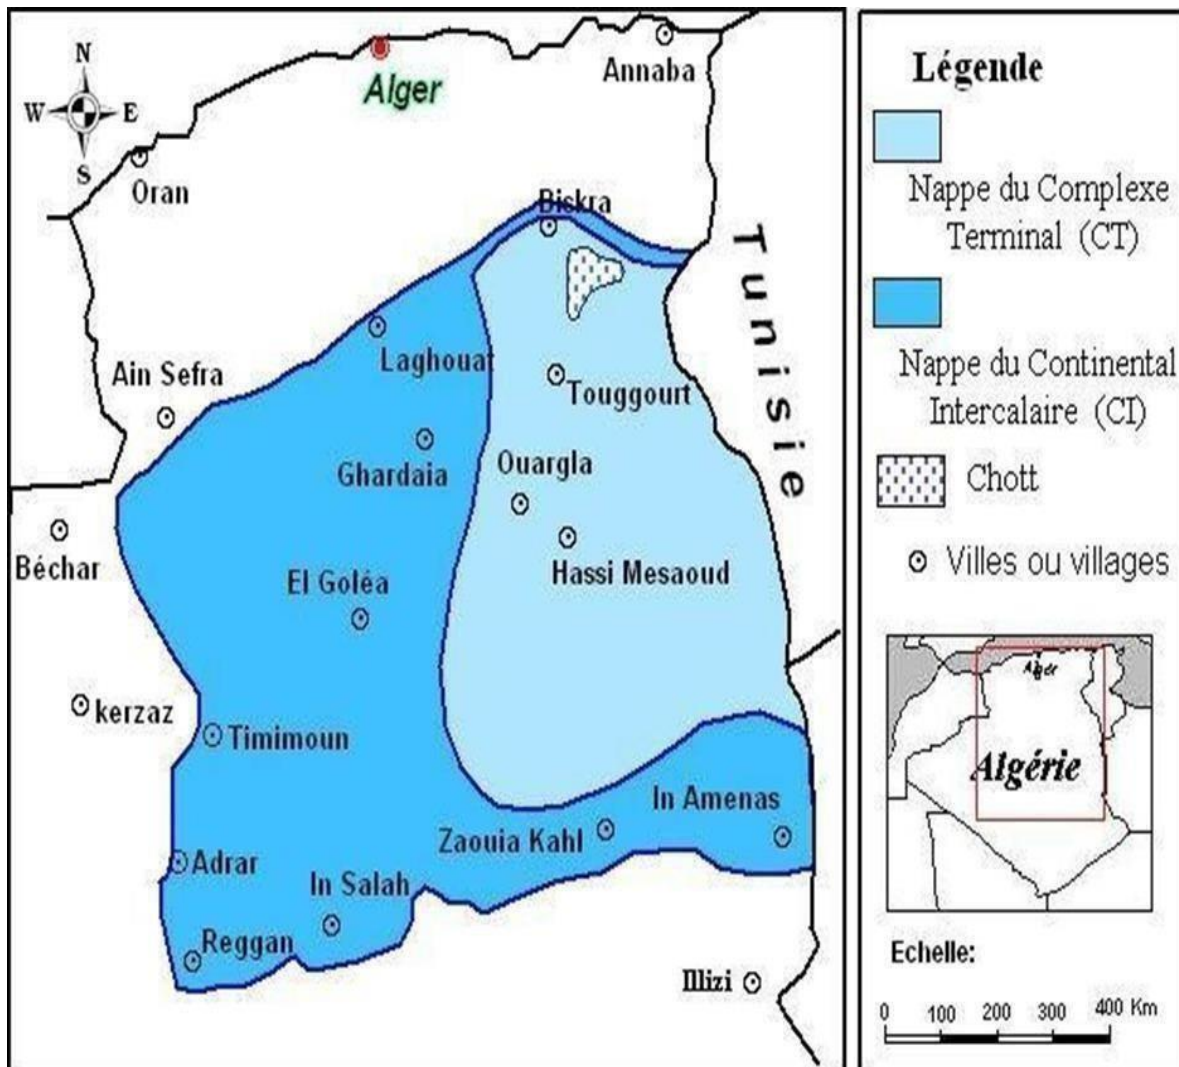 N
W E
S
Alger
Annaba
Oran
Biskra
Tunisie
Laghouat
Ain Sefra
Touggourt
Ghardaia
Ouargla
Béchar
Hassi Mesaoud
El Goléa
kerzaz
Timimoun
In Amenas
Zaouia Kahl
Adrar
In Salah
Reggan
Illizi
Légende
Nappe du Complexe
Terminal (CT)
Nappe du Continental
Intercalaire (CI)
Chott
Villes ou villages
Alger
Algérie
Echelle:
0 100 200 300 400 Km